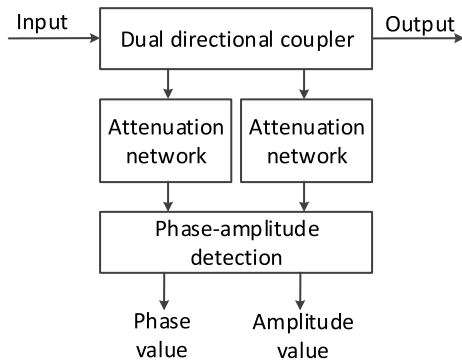 Input
Dual directional coupler
Output
Attenuation
network
Attenuation
network
Phase-amplitude
detection
Phase
value
Amplitude
value